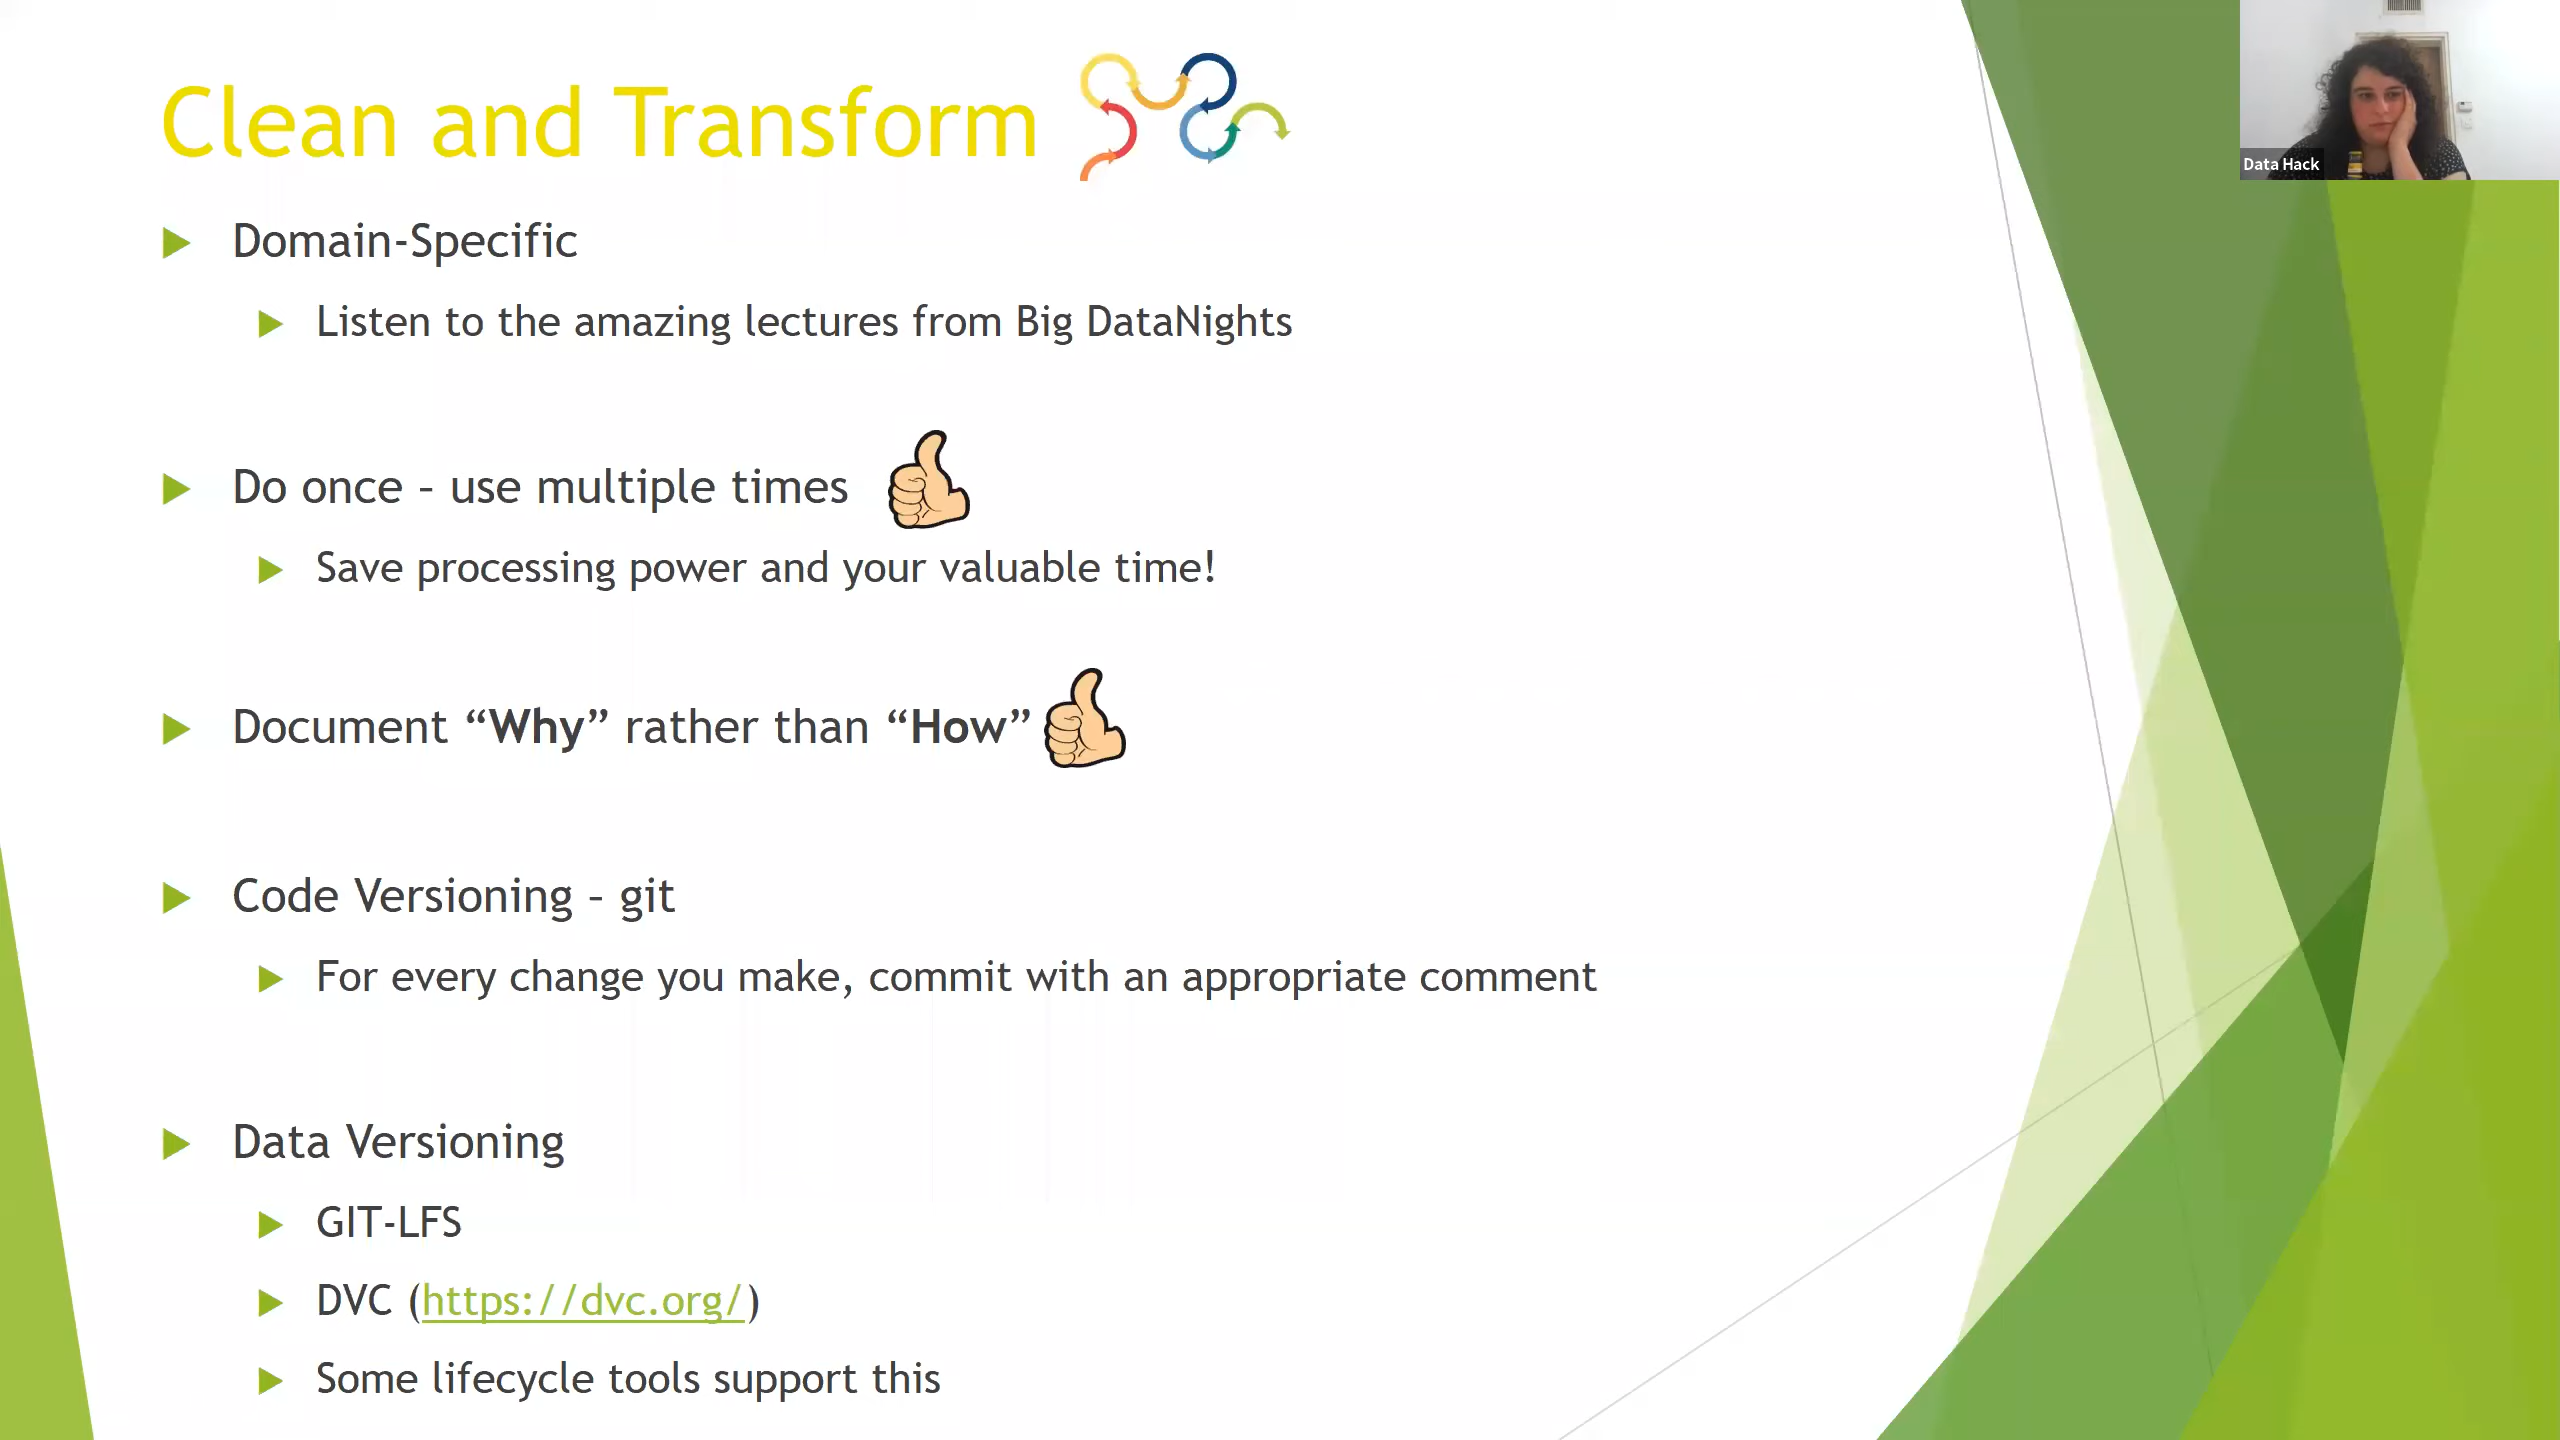 Clean and Transform
Data Hack
Domain-Specific
Listen to the amazing lectures from Big DataNights
Do once – use multiple times
Save processing power and your valuable time!
Document “Why” rather than “How”
Code Versioning – git
For every change you make, commit with an appropriate comment
Data Versioning
GIT-LFS
DVC (https://dvc.org/)
Some lifecycle tools support this